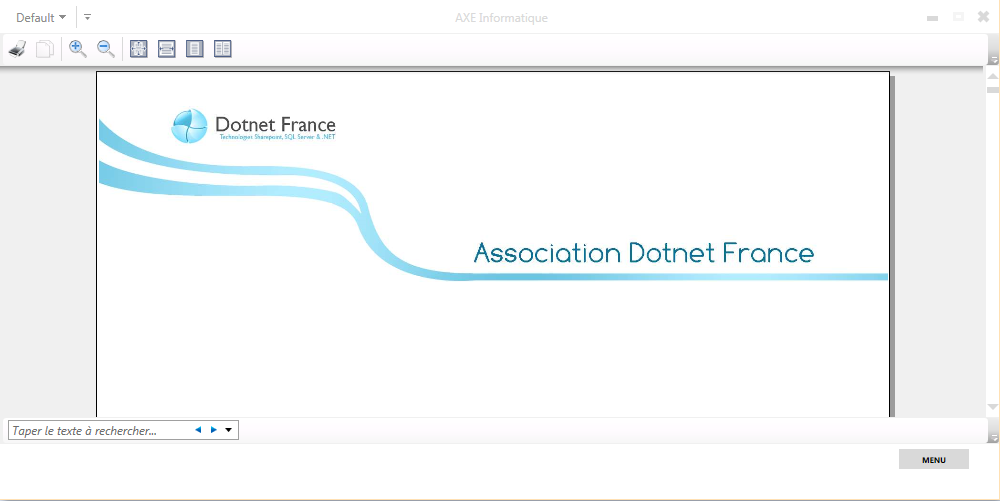 Default
AXE Informatique
Dotnet France
Technologies Sharepoint, SQL Server & .NET
Association Dotnet France
Taper le texte à rechercher...
MENU